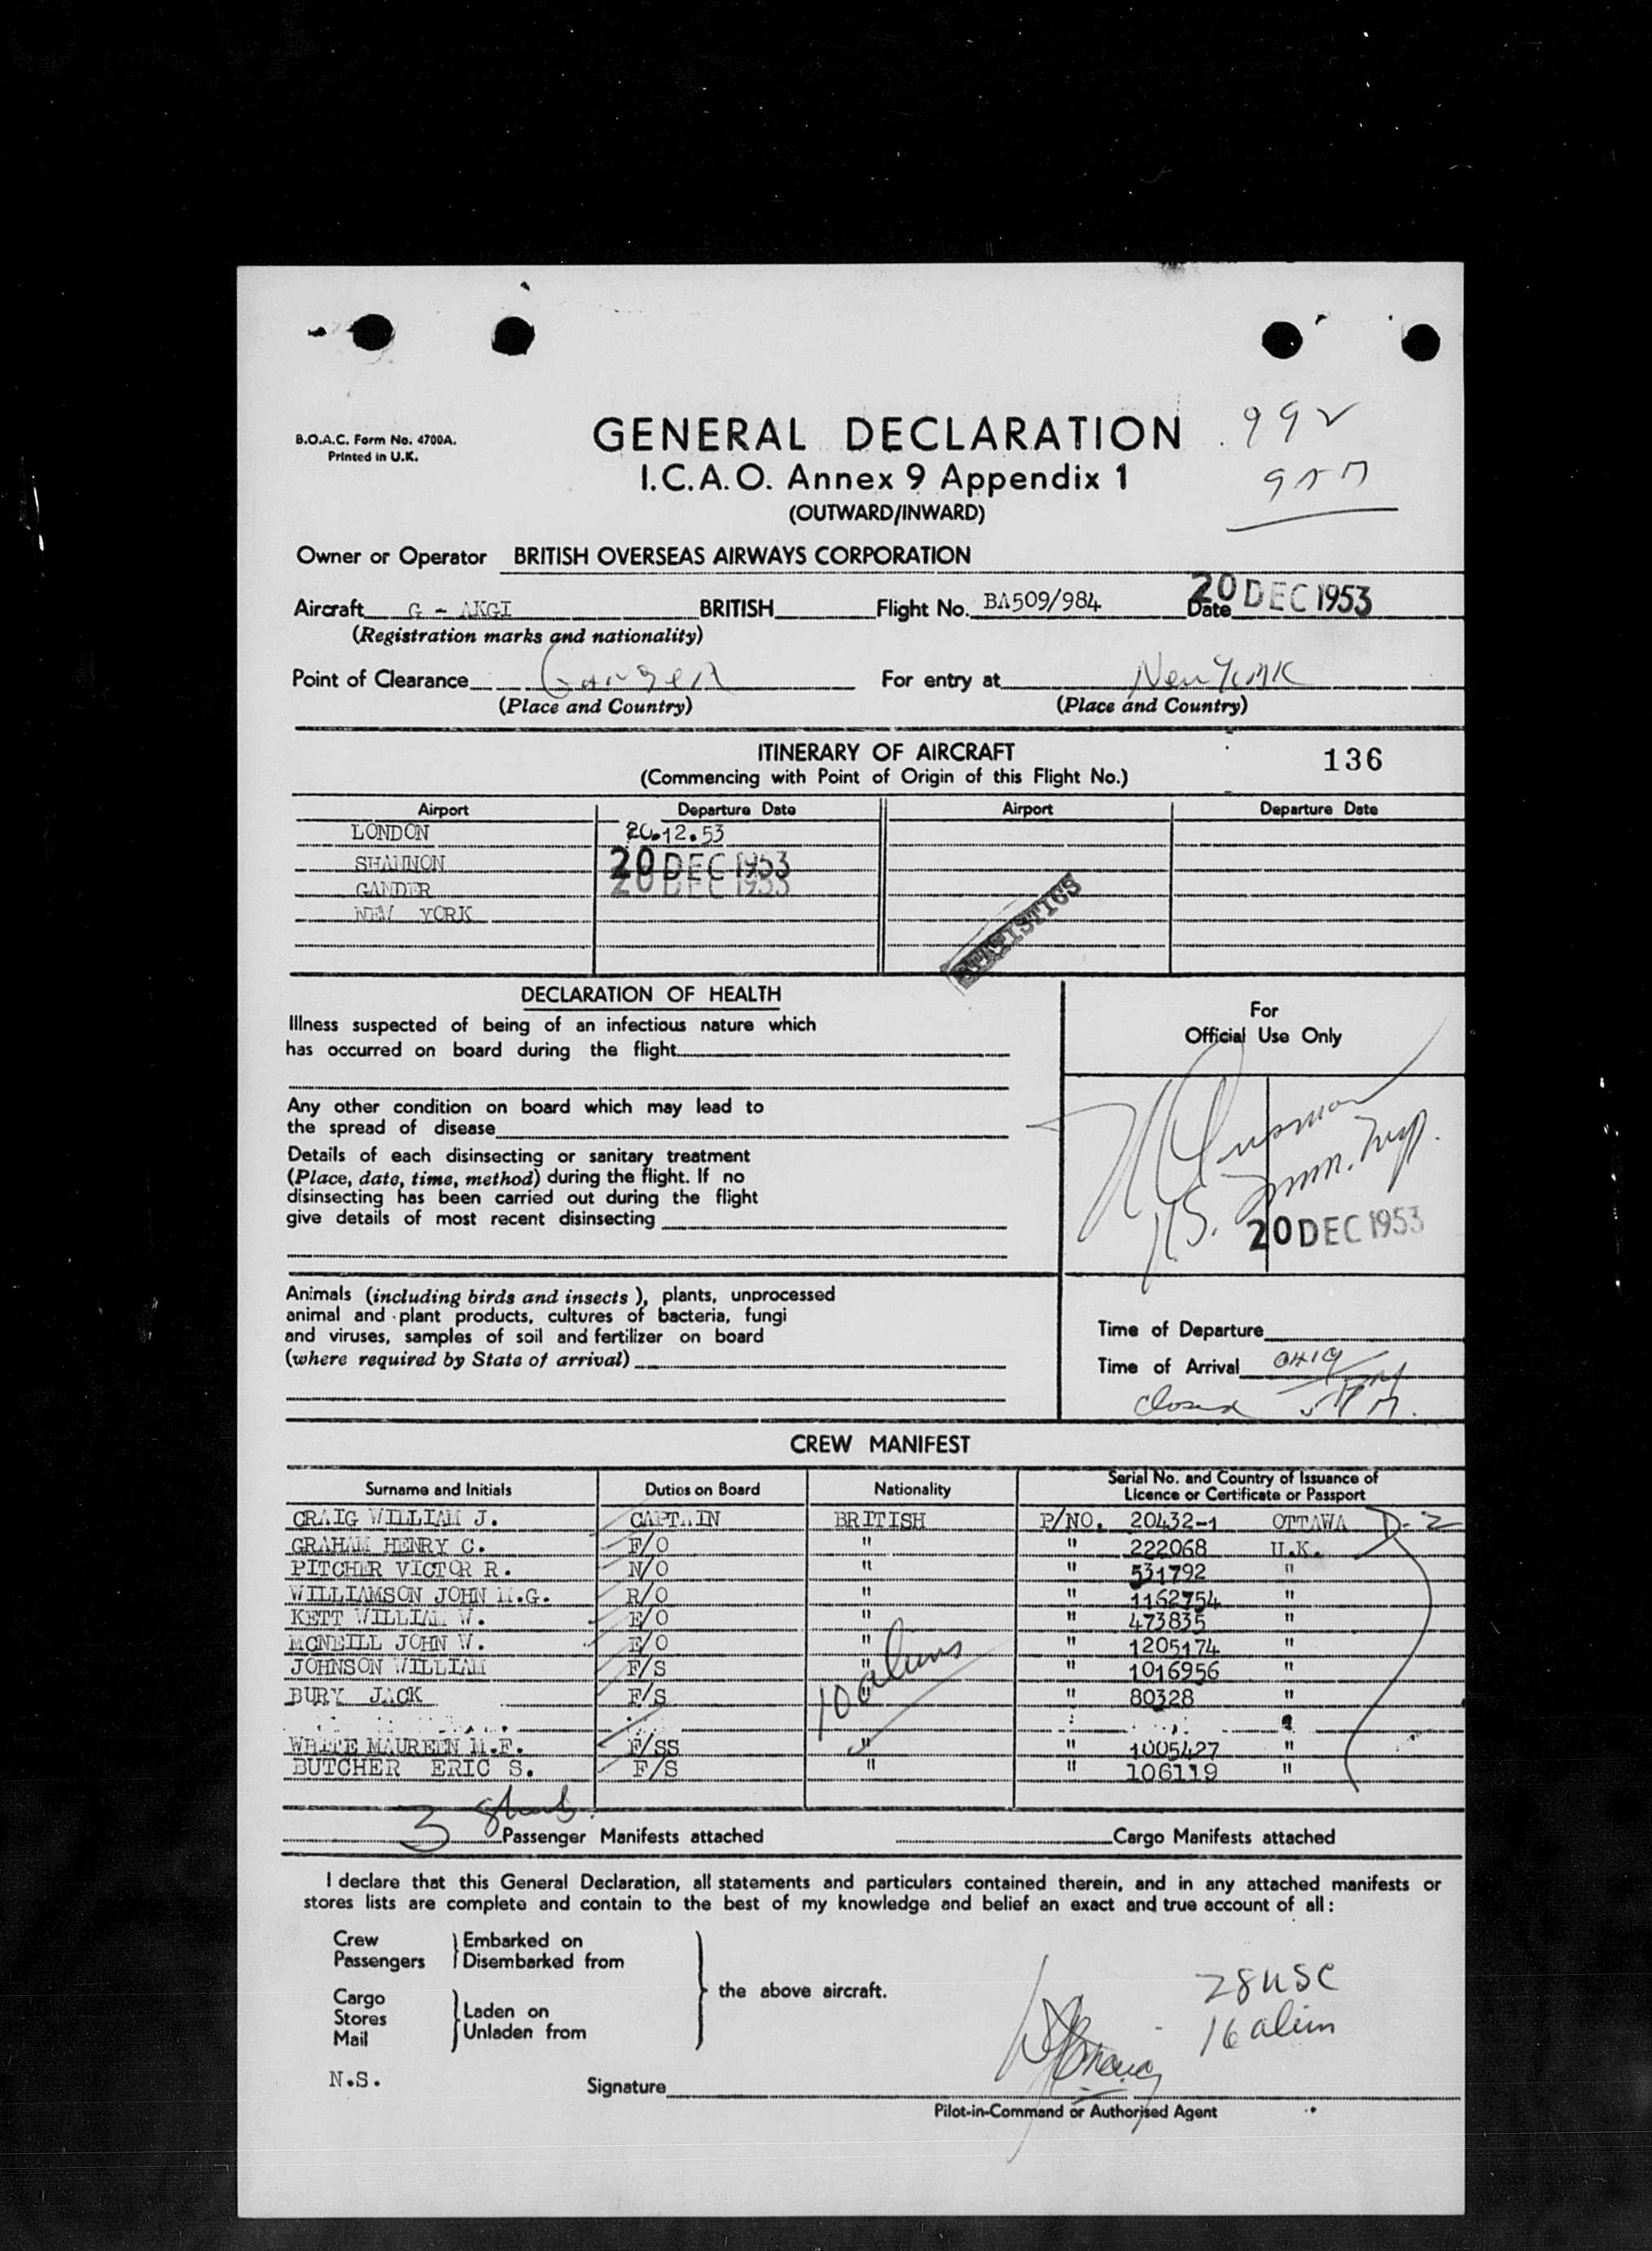 B.O.A.C. Form No. 4700A.
Printed in U.K.
GENERAL DECLARATION
I.C.A.O. Annex 9 Appendix 1
(OUTWARD/INWARD)
992
Owner or Operator BRITISH OVERSEAS AIRWAYS CORPORATION
Aircraft G - AKGI BRITISH Flight No. BA509/984 Date 20 DEC 1953
(Registration marks and nationality)
Point of Clearance Gander For entry at New York
(Place and Country) (Place and Country)
ITINERARY OF AIRCRAFT
(Commencing with Point of Origin of this Flight No.)
136
Airport Departure Date Airport Departure Date
LONDON 20.12.53
SHANNON 20 DEC 1953
GANDER 20 DEC 1953
NEW YORK
STATISTICS
DECLARATION OF HEALTH
Illness suspected of being of an infectious nature which
has occurred on board during the flight
Any other condition on board which may lead to
the spread of disease
Details of each disinsecting or sanitary treatment
(Place, date, time, method) during the flight. If no
disinsecting has been carried out during the flight
give details of most recent disinsecting
Animals (including birds and insects), plants, unprocessed
animal and plant products, cultures of bacteria, fungi
and viruses, samples of soil and fertilizer on board
(where required by State of arrival)
For
Official Use Only
U.S. Imm. Insp.
20 DEC 1953
Time of Departure
Time of Arrival
Closed
CREW MANIFEST
Surname and Initials Duties on Board Nationality Serial No. and Country of Issuance of
Licence or Certificate or Passport
CRAIG WILLIAM J. CAPTAIN BRITISH P/NO. 20432-1 OTTAWA D-2
GRAHAM HENRY C. F/O " " 222068 U.K.
PITCHER VICTOR R. N/O " " 531792 "
WILLIAMSON JOHN M.G. R/O " " 1162754 "
KETT WILLIAM W. E/O " " 473835 "
MCNEILL JOHN W. E/O " " 1205174 "
JOHNSON WILLIAM F/S " " 1016956 "
BURY JACK F/S " " 80328 "
10 aliens
WHITE MAUREEN M.F. F/SS " " 1005427 "
BUTCHER ERIC S. F/S " " 106119 "
3 Passenger Manifests attached Cargo Manifests attached
I declare that this General Declaration, all statements and particulars contained therein, and in any attached manifests or
stores lists are complete and contain to the best of my knowledge and belief an exact and true account of all:
Crew
Passengers
Embarked on
Disembarked from
Cargo
Stores
Mail
Laden on
Unladen from
the above aircraft.
28 USC
16 alien
N.S.
Signature
Pilot-in-Command or Authorised Agent